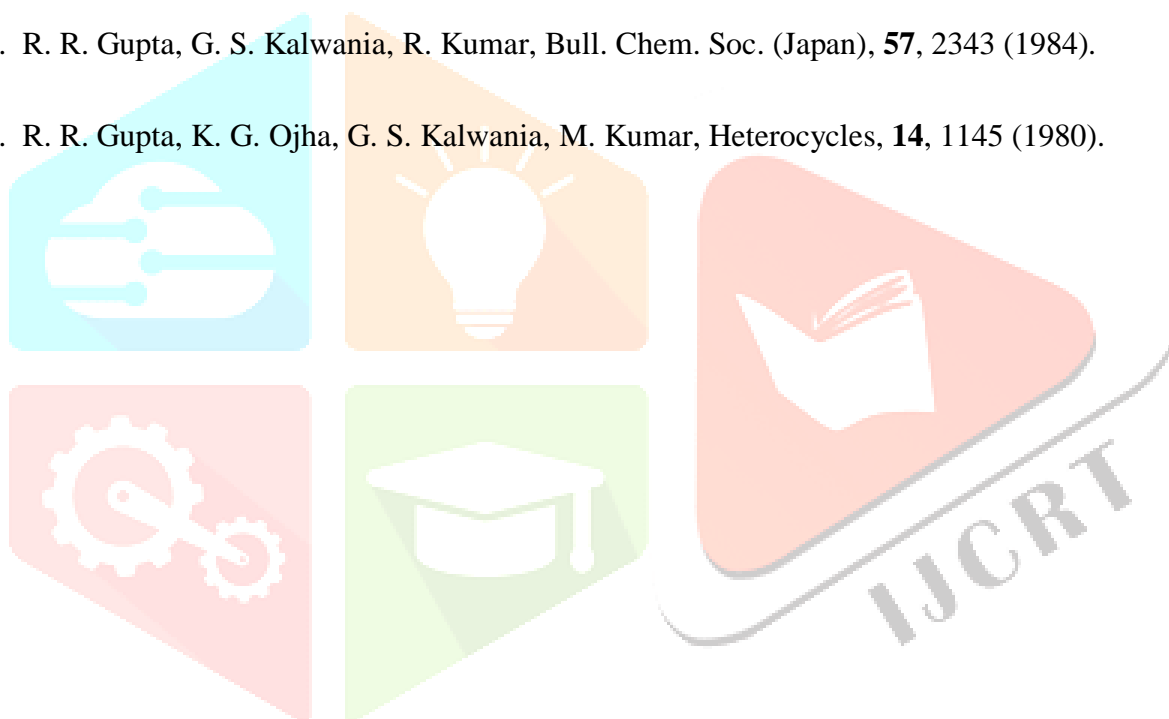 . R. R. Gupta, G. S. Kalwania, R. Kumar, Bull. Chem. Soc. (Japan), 57, 2343 (1984).
. R. R. Gupta, K. G. Ojha, G. S. Kalwania, M. Kumar, Heterocycles, 14, 1145 (1980).
IJCRT